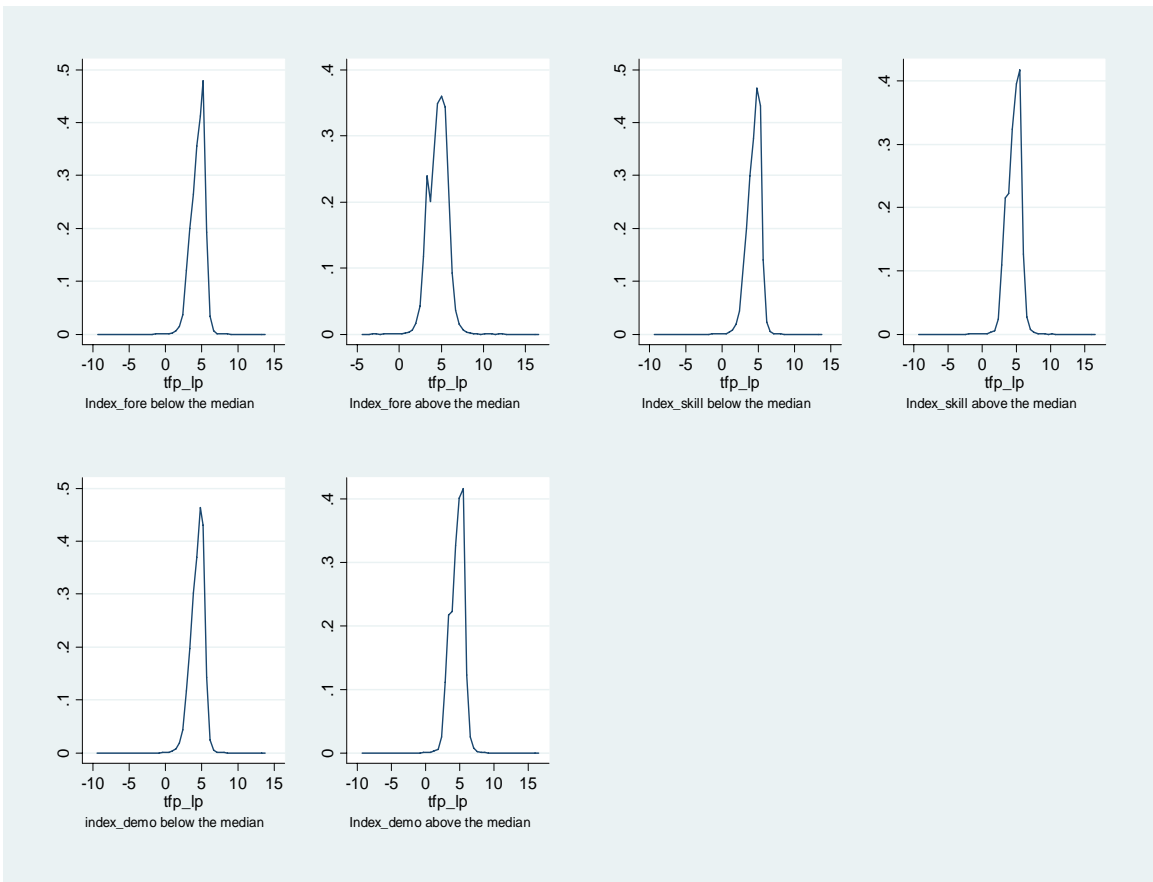 .5 .4 .5 .4
.4 .3 .4 .3
.3 .2 .3 .2
.2 .1 .2 .1
.1 0 .1 0
0 0
-10 -5 0 5 10 15 -5 0 5 10 15 -10 -5 0 5 10 15 -10 -5 0 5 10 15
tfp_lp tfp_lp tfp_lp tfp_lp
Index_fore below the median Index_fore above the median Index_skill below the median Index_skill above the median
.5 .4
.4 .3
.3 .2
.2 .1
.1 0
0
-10 -5 0 5 10 15 -10 -5 0 5 10 15
tfp_lp tfp_lp
index_demo below the median Index_demo above the median